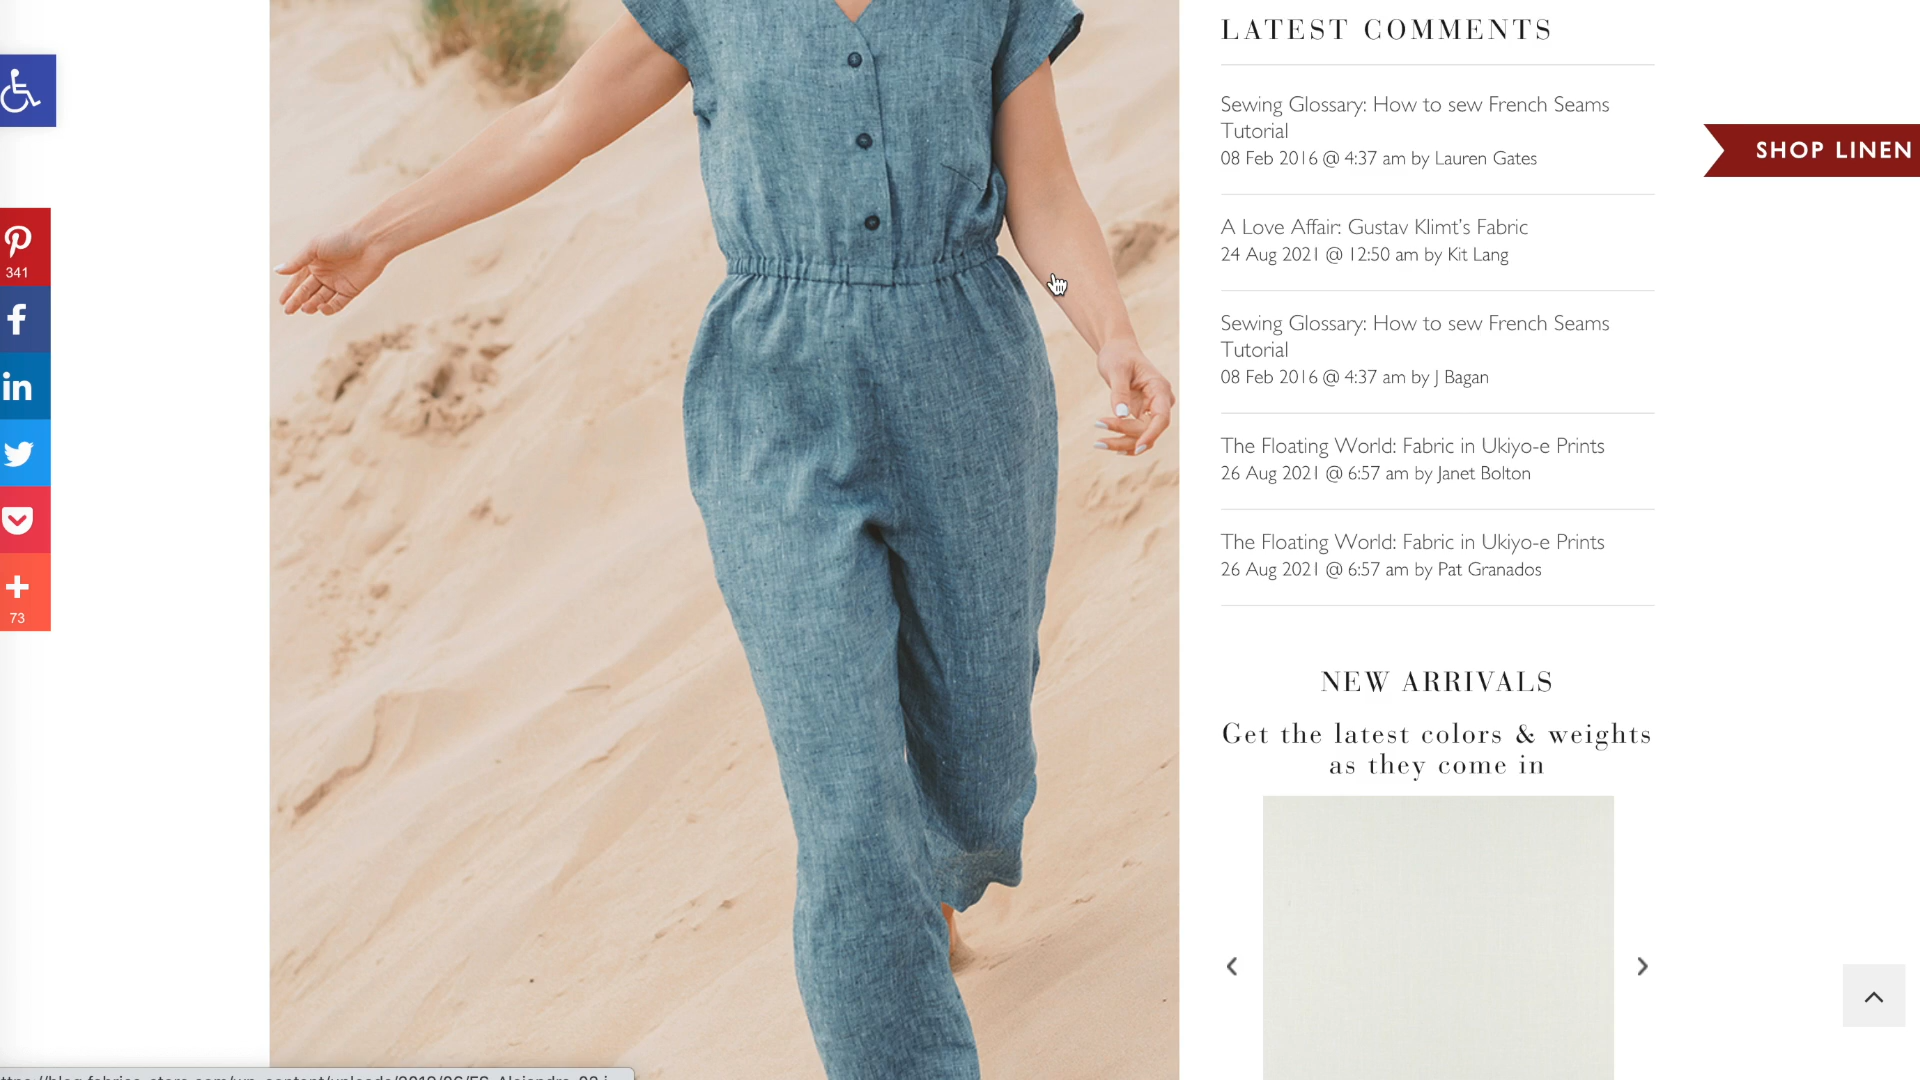 LATEST COMMENTS
Sewing Glossary: How to sew French Seams
Tutorial
08 Feb 2016 @ 4:37 am by Lauren Gates
SHOP LINEN
A Love Affair: Gustav Klimt’s Fabric
24 Aug 2021 @ 12:50 am by Kit Lang
341
Sewing Glossary: How to sew French Seams
Tutorial
08 Feb 2016 @ 4:37 am by J Bagan
The Floating World: Fabric in Ukiyo-e Prints
26 Aug 2021 @ 6:57 am by Janet Bolton
The Floating World: Fabric in Ukiyo-e Prints
26 Aug 2021 @ 6:57 am by Pat Granados
73
NEW ARRIVALS
Get the latest colors & weights
as they come in